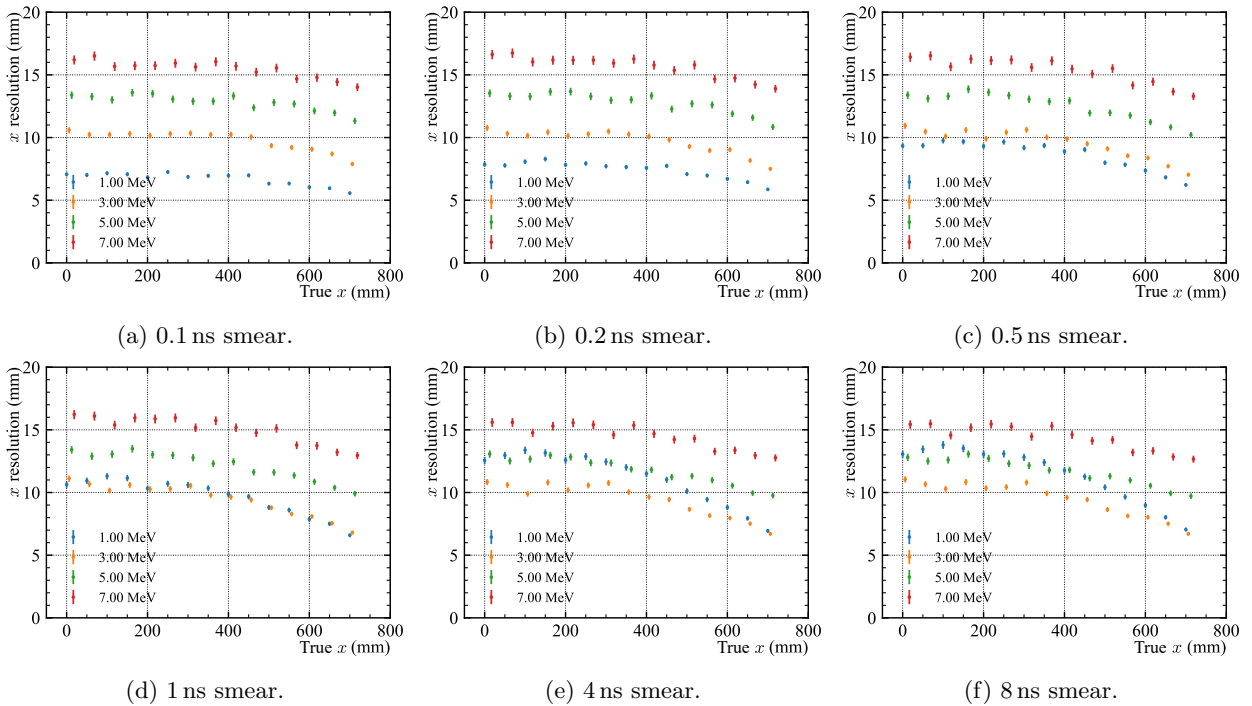 x resolution (mm)
20
15
10
5
0
1.00 MeV
3.00 MeV
5.00 MeV
7.00 MeV
0 200 400 600 800
True x (mm)
(a) 0.1 ns smear.
x resolution (mm)
20
15
10
5
0
1.00 MeV
3.00 MeV
5.00 MeV
7.00 MeV
0 200 400 600 800
True x (mm)
(b) 0.2 ns smear.
x resolution (mm)
20
15
10
5
0
1.00 MeV
3.00 MeV
5.00 MeV
7.00 MeV
0 200 400 600 800
True x (mm)
(c) 0.5 ns smear.
x resolution (mm)
20
15
10
5
0
1.00 MeV
3.00 MeV
5.00 MeV
7.00 MeV
0 200 400 600 800
True x (mm)
(d) 1 ns smear.
x resolution (mm)
20
15
10
5
0
1.00 MeV
3.00 MeV
5.00 MeV
7.00 MeV
0 200 400 600 800
True x (mm)
(e) 4 ns smear.
x resolution (mm)
20
15
10
5
0
1.00 MeV
3.00 MeV
5.00 MeV
7.00 MeV
0 200 400 600 800
True x (mm)
(f) 8 ns smear.